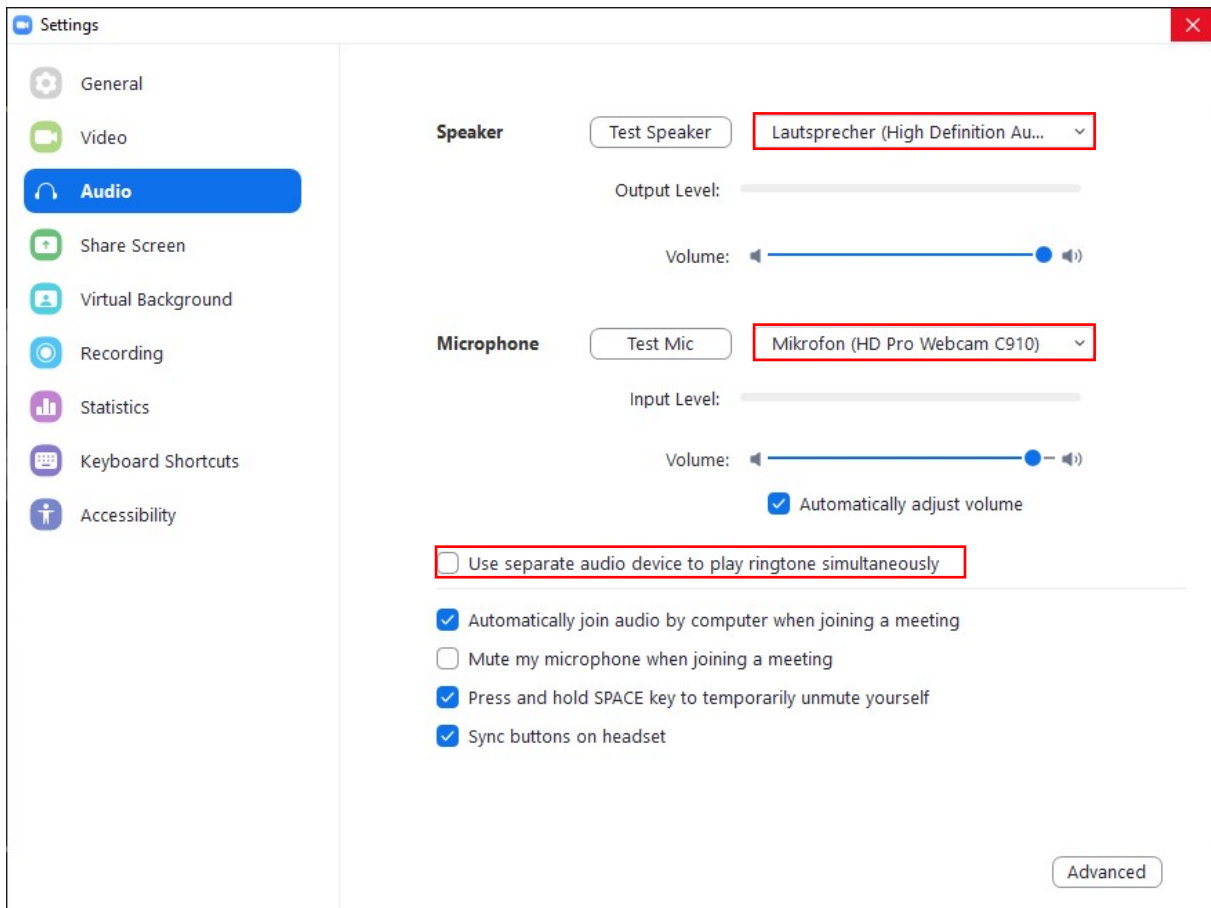 Settings
General
Video
Audio
Share Screen
Virtual Background
Recording
Statistics
Keyboard Shortcuts
Accessibility
Speaker
Test Speaker
Lautsprecher (High Definition Au...
Output Level:
Volume:
Microphone
Test Mic
Mikrofon (HD Pro Webcam C910)
Input Level:
Volume:
Automatically adjust volume
Use separate audio device to play ringtone simultaneously
Automatically join audio by computer when joining a meeting
Mute my microphone when joining a meeting
Press and hold SPACE key to temporarily unmute yourself
Sync buttons on headset
Advanced